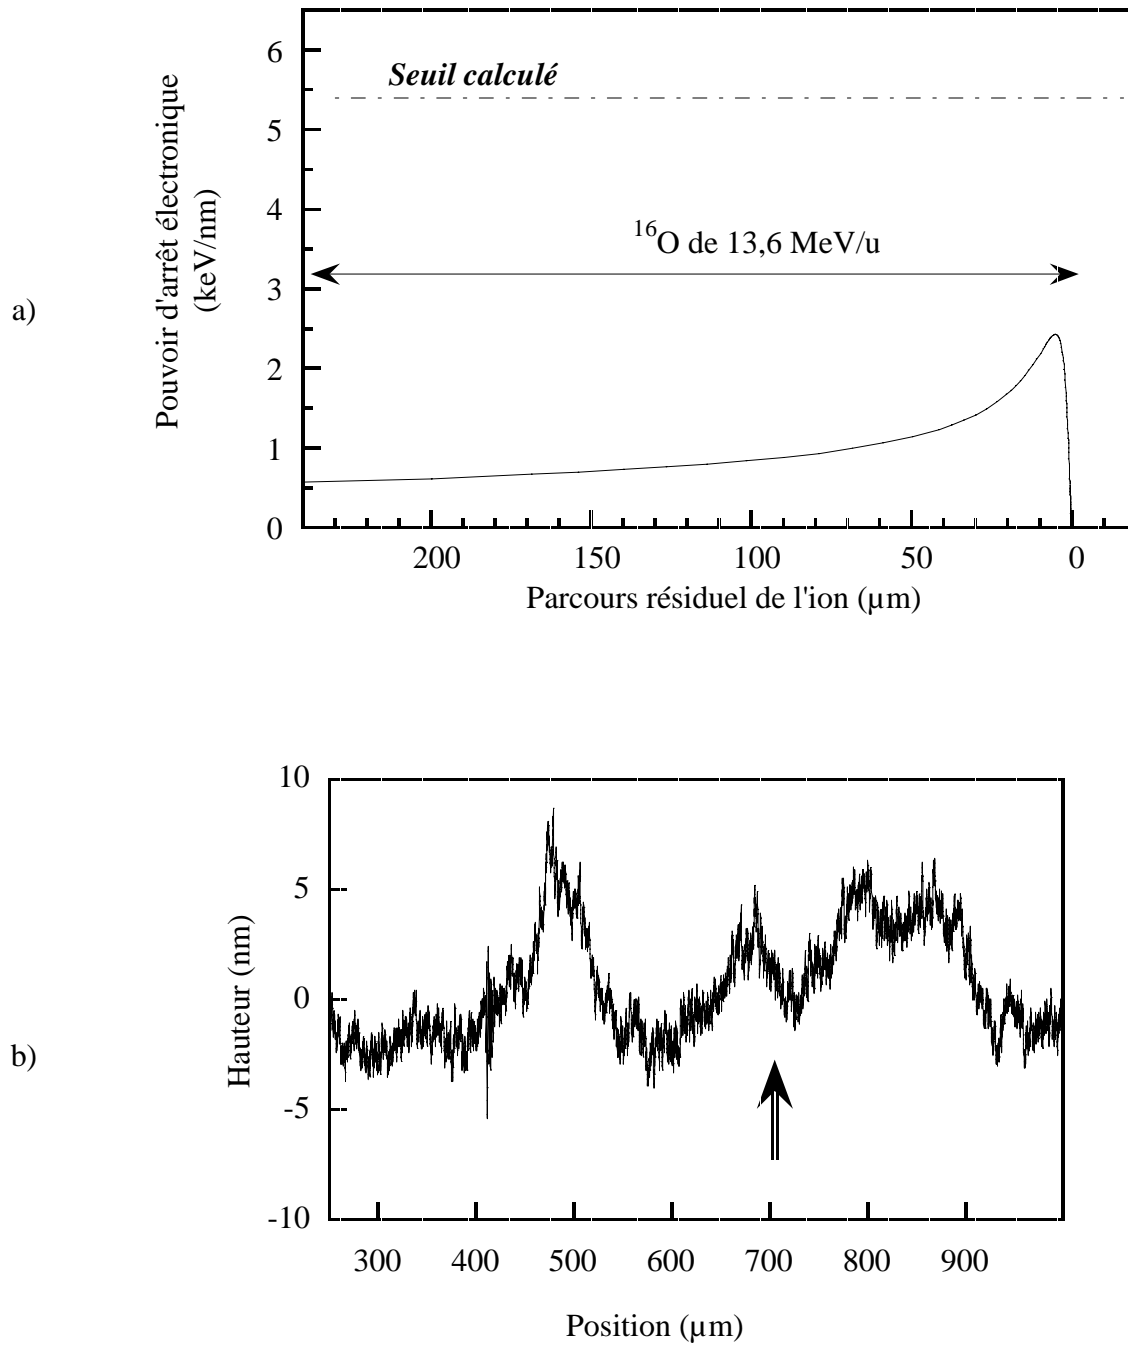 a)
Pouvoir d'arrêt électronique
(keV/nm)
6
5
4
3
2
1
0
Seuil calculé
16O de 13,6 MeV/u
200 150 100 50 0
Parcours résiduel de l'ion (µm)
b)
Hauteur (nm)
10
5
0
-5
-10
300 400 500 600 700 800 900
Position (µm)